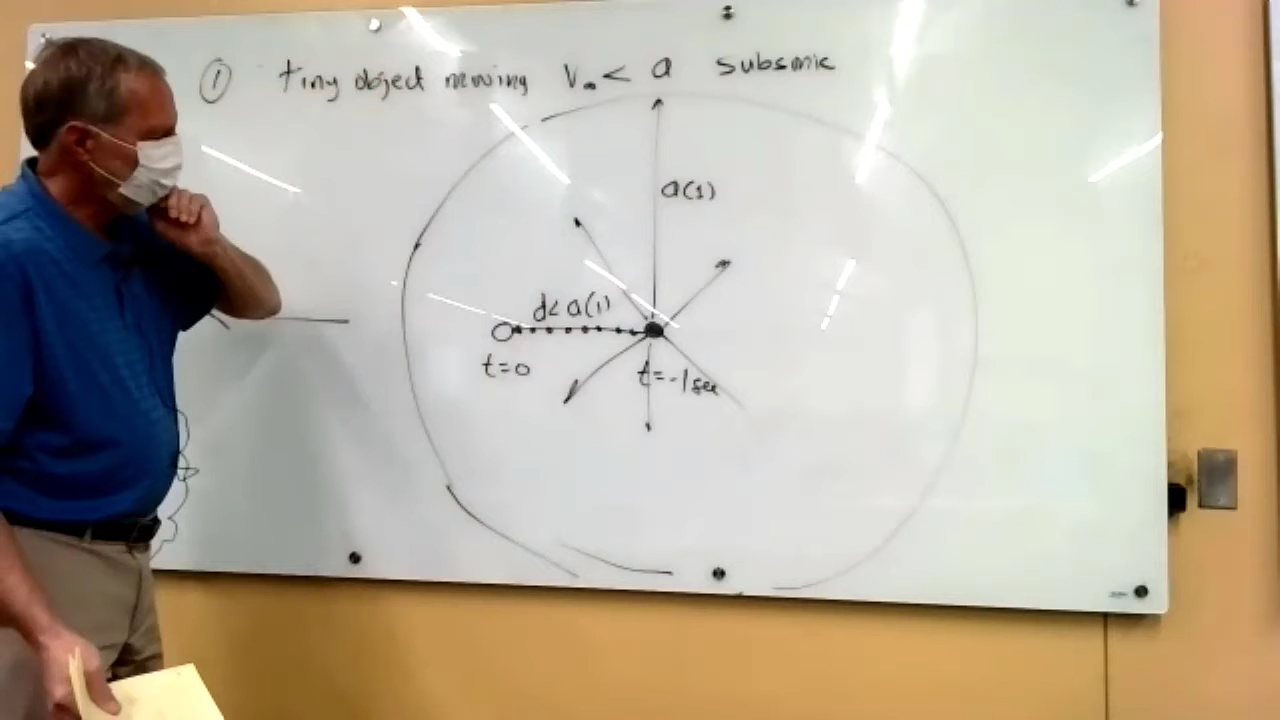 ① tiny object moving V∞ < a subsonic
a(1)
d< a(1)
t=0
t=-1sec